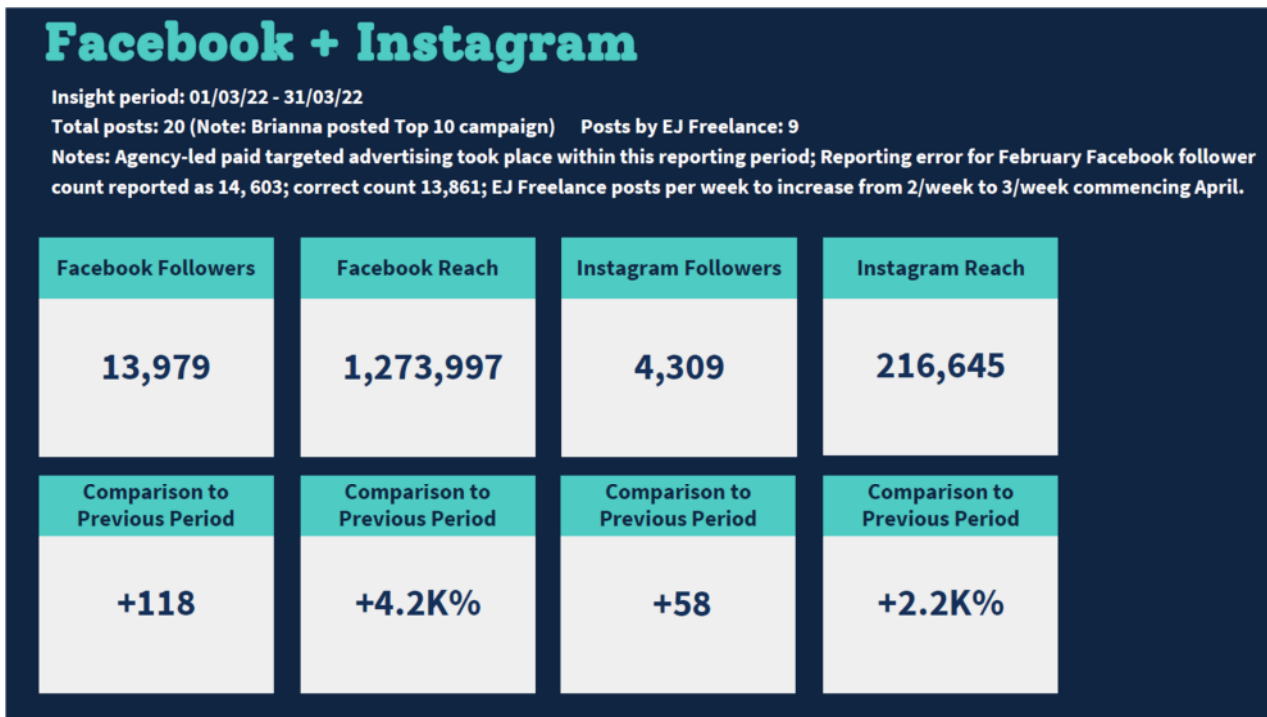 Facebook + Instagram
Insight period: 01/03/22 - 31/03/22
Total posts: 20 (Note: Brianna posted Top 10 campaign) Posts by EJ Freelance: 9
Notes: Agency-led paid targeted advertising took place within this reporting period; Reporting error for February Facebook follower
count reported as 14, 603; correct count 13,861; EJ Freelance posts per week to increase from 2/week to 3/week commencing April.
Facebook Followers
13,979
Facebook Reach
1,273,997
Instagram Followers
4,309
Instagram Reach
216,645
Comparison to
Previous Period
+118
Comparison to
Previous Period
+4.2K%
Comparison to
Previous Period
+58
Comparison to
Previous Period
+2.2K%